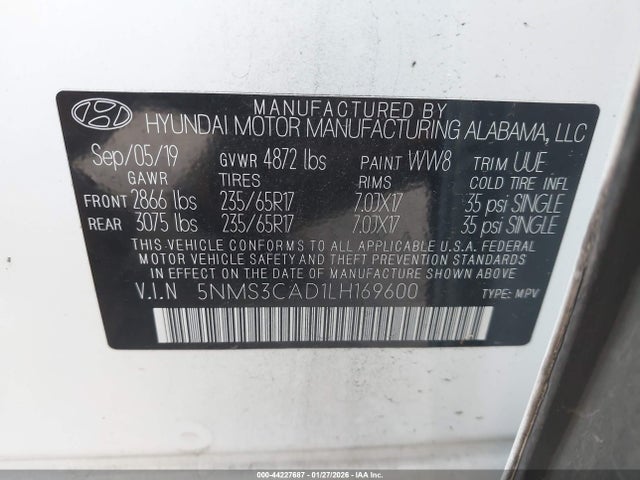 MANUFACTURED BY
HYUNDAI MOTOR MANUFACTURING ALABAMA, LLC
Sep/05/19 GVWR 4872 lbs PAINT WW8 TRIM UUE
GAWR TIRES RIMS COLD TIRE INFL
FRONT 2866 lbs 235/65R17 7.0JX17 35 psi SINGLE
REAR 3075 lbs 235/65R17 7.0JX17 35 psi SINGLE
THIS VEHICLE CONFORMS TO ALL APPLICABLE U.S.A. FEDERAL
MOTOR VEHICLE SAFETY AND THEFT PREVENTION STANDARDS
IN EFFECT ON THE DATE OF MANUFACTURE SHOWN ABOVE
V.I.N 5NMS3CAD1LH169600 TYPE: MPV
000-44227687 - 01/27/2026 - IAAI.COM